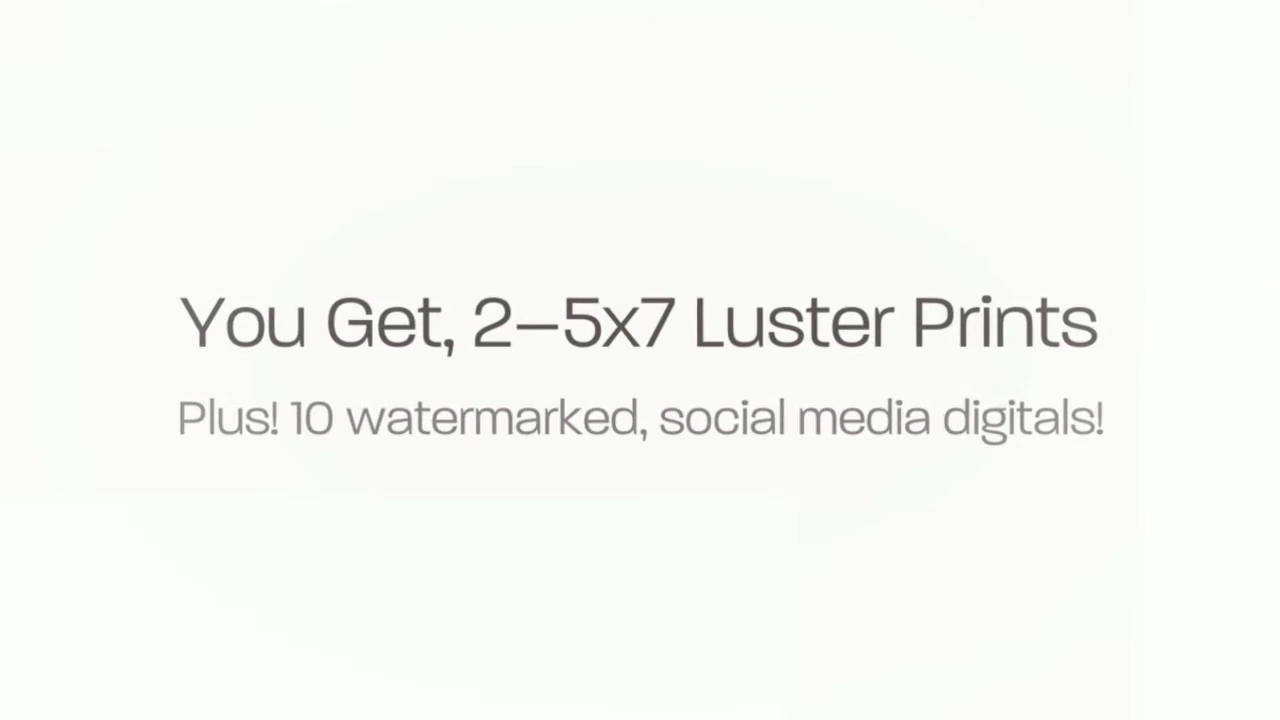 You Get, 2–5x7 Luster Prints
Plus! 10 watermarked, social media digitals!